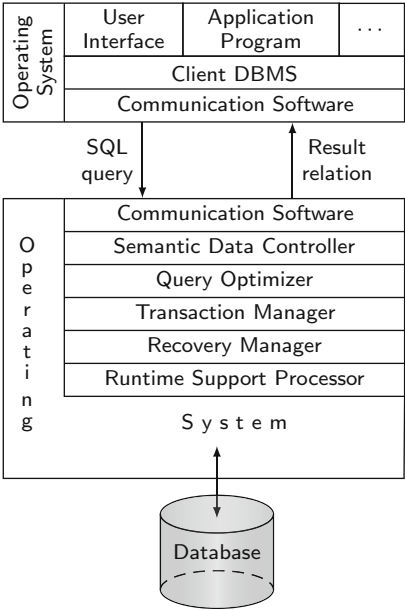 Operating
System
User
Interface
Application
Program
...
Client DBMS
Communication Software
SQL
query
Result
relation
Communication Software
Semantic Data Controller
Query Optimizer
Transaction Manager
Recovery Manager
Runtime Support Processor
Operating
System
Database